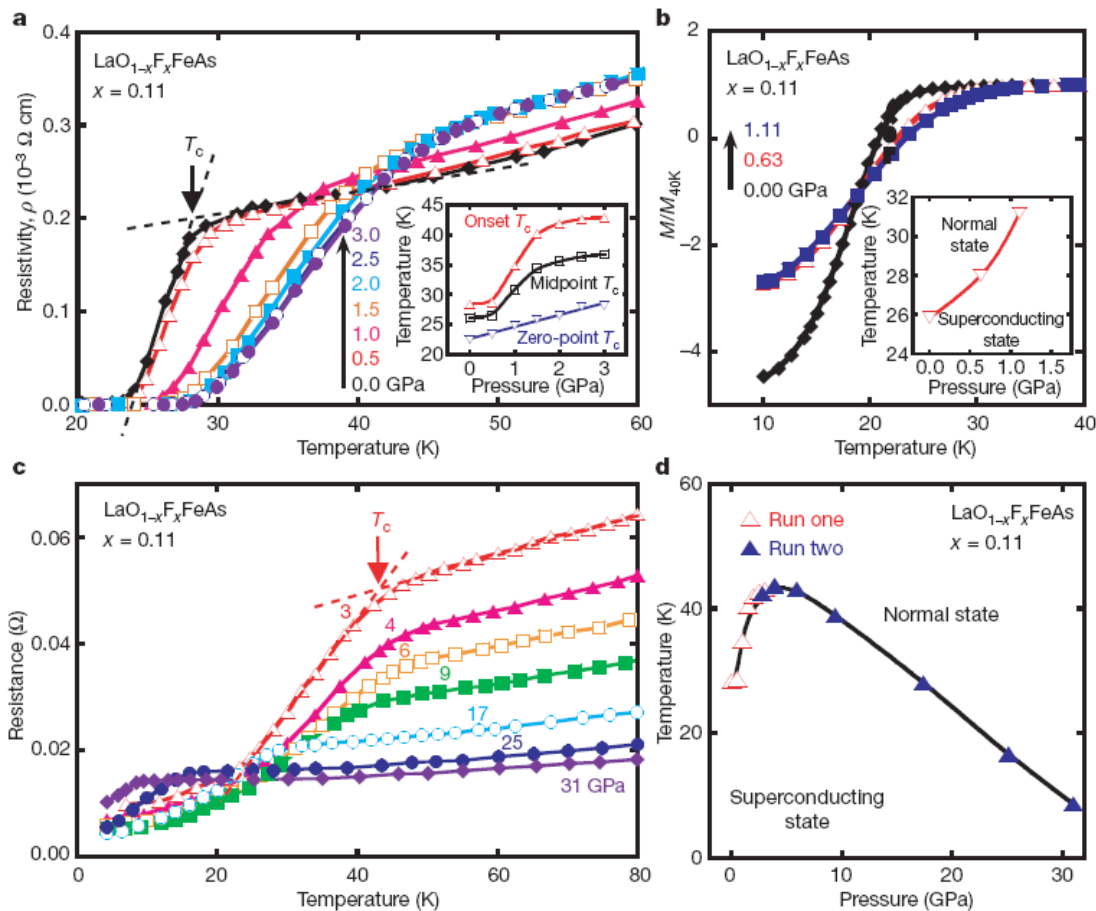 a
LaO1–xFxFeAs
x = 0.11
Tc
3.0
2.5
2.0
1.5
1.0
0.5
0.0 GPa
Resistivity, ρ (10–3 Ω cm)
0.4
0.3
0.2
0.1
0.0
20 30 40 50 60
Temperature (K)
Onset Tc
Midpoint Tc
Zero-point Tc
Temperature (K)
45
40
35
30
25
20
0 1 2 3
Pressure (GPa)
b
LaO1–xFxFeAs
x = 0.11
1.11
0.63
0.00 GPa
M/M40K
2
0
−2
−4
10 20 30 40
Temperature (K)
Normal
state
Superconducting
state
Temperature (K)
32
30
28
26
24
0.0 0.5 1.0 1.5
Pressure (GPa)
c
LaO1–xFxFeAs
x = 0.11
Tc
3
4
6
9
17
25
31 GPa
Resistance (Ω)
0.06
0.04
0.02
0.00
0 20 40 60 80
Temperature (K)
d
LaO1–xFxFeAs
x = 0.11
Run one
Run two
Normal state
Superconducting
state
Temperature (K)
60
40
20
0
0 10 20 30
Pressure (GPa)